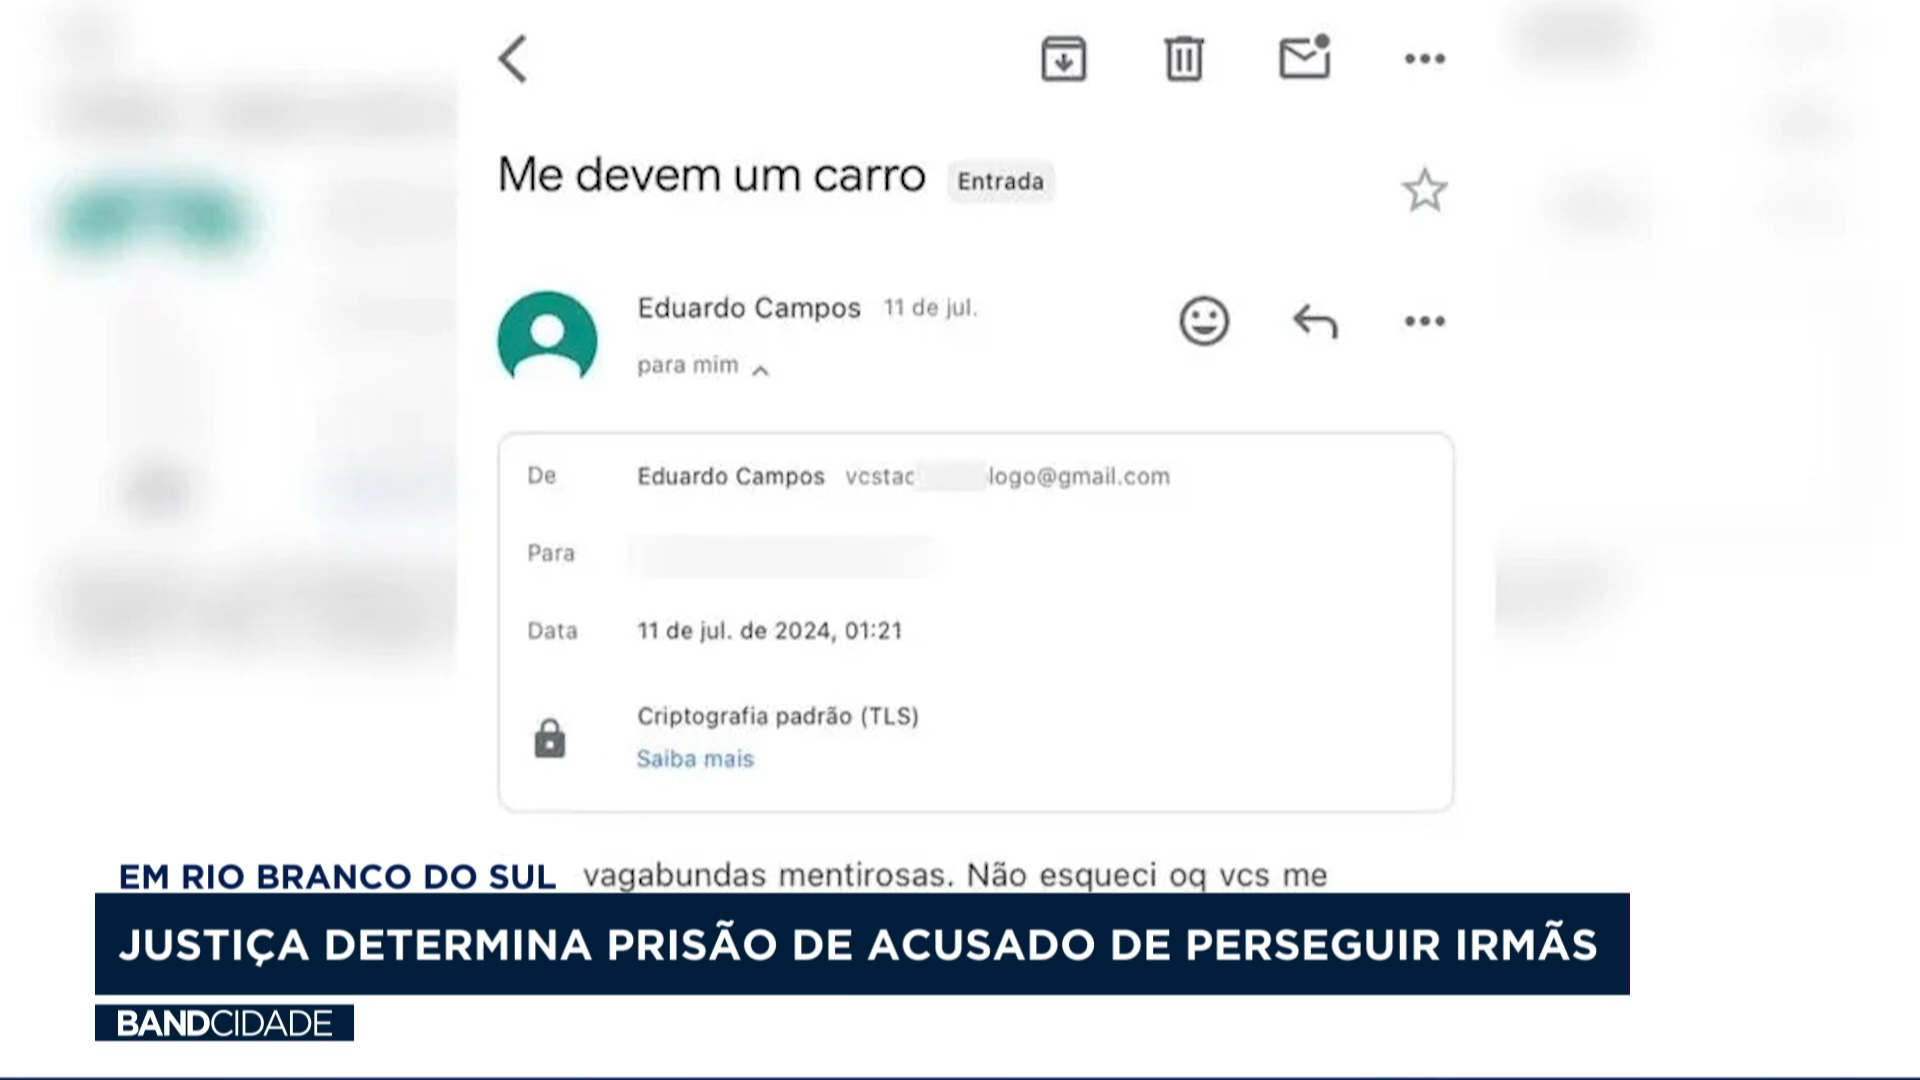 Me devem um carro Entrada
Eduardo Campos 11 de jul.
para mim
De Eduardo Campos vcstac logo@gmail.com
Para
Data 11 de jul. de 2024, 01:21
Criptografia padrão (TLS)
Saiba mais
vagabundas mentirosas. Não esqueci oq vcs me
EM RIO BRANCO DO SUL
JUSTIÇA DETERMINA PRISÃO DE ACUSADO DE PERSEGUIR IRMÃS
BANDCIDADE